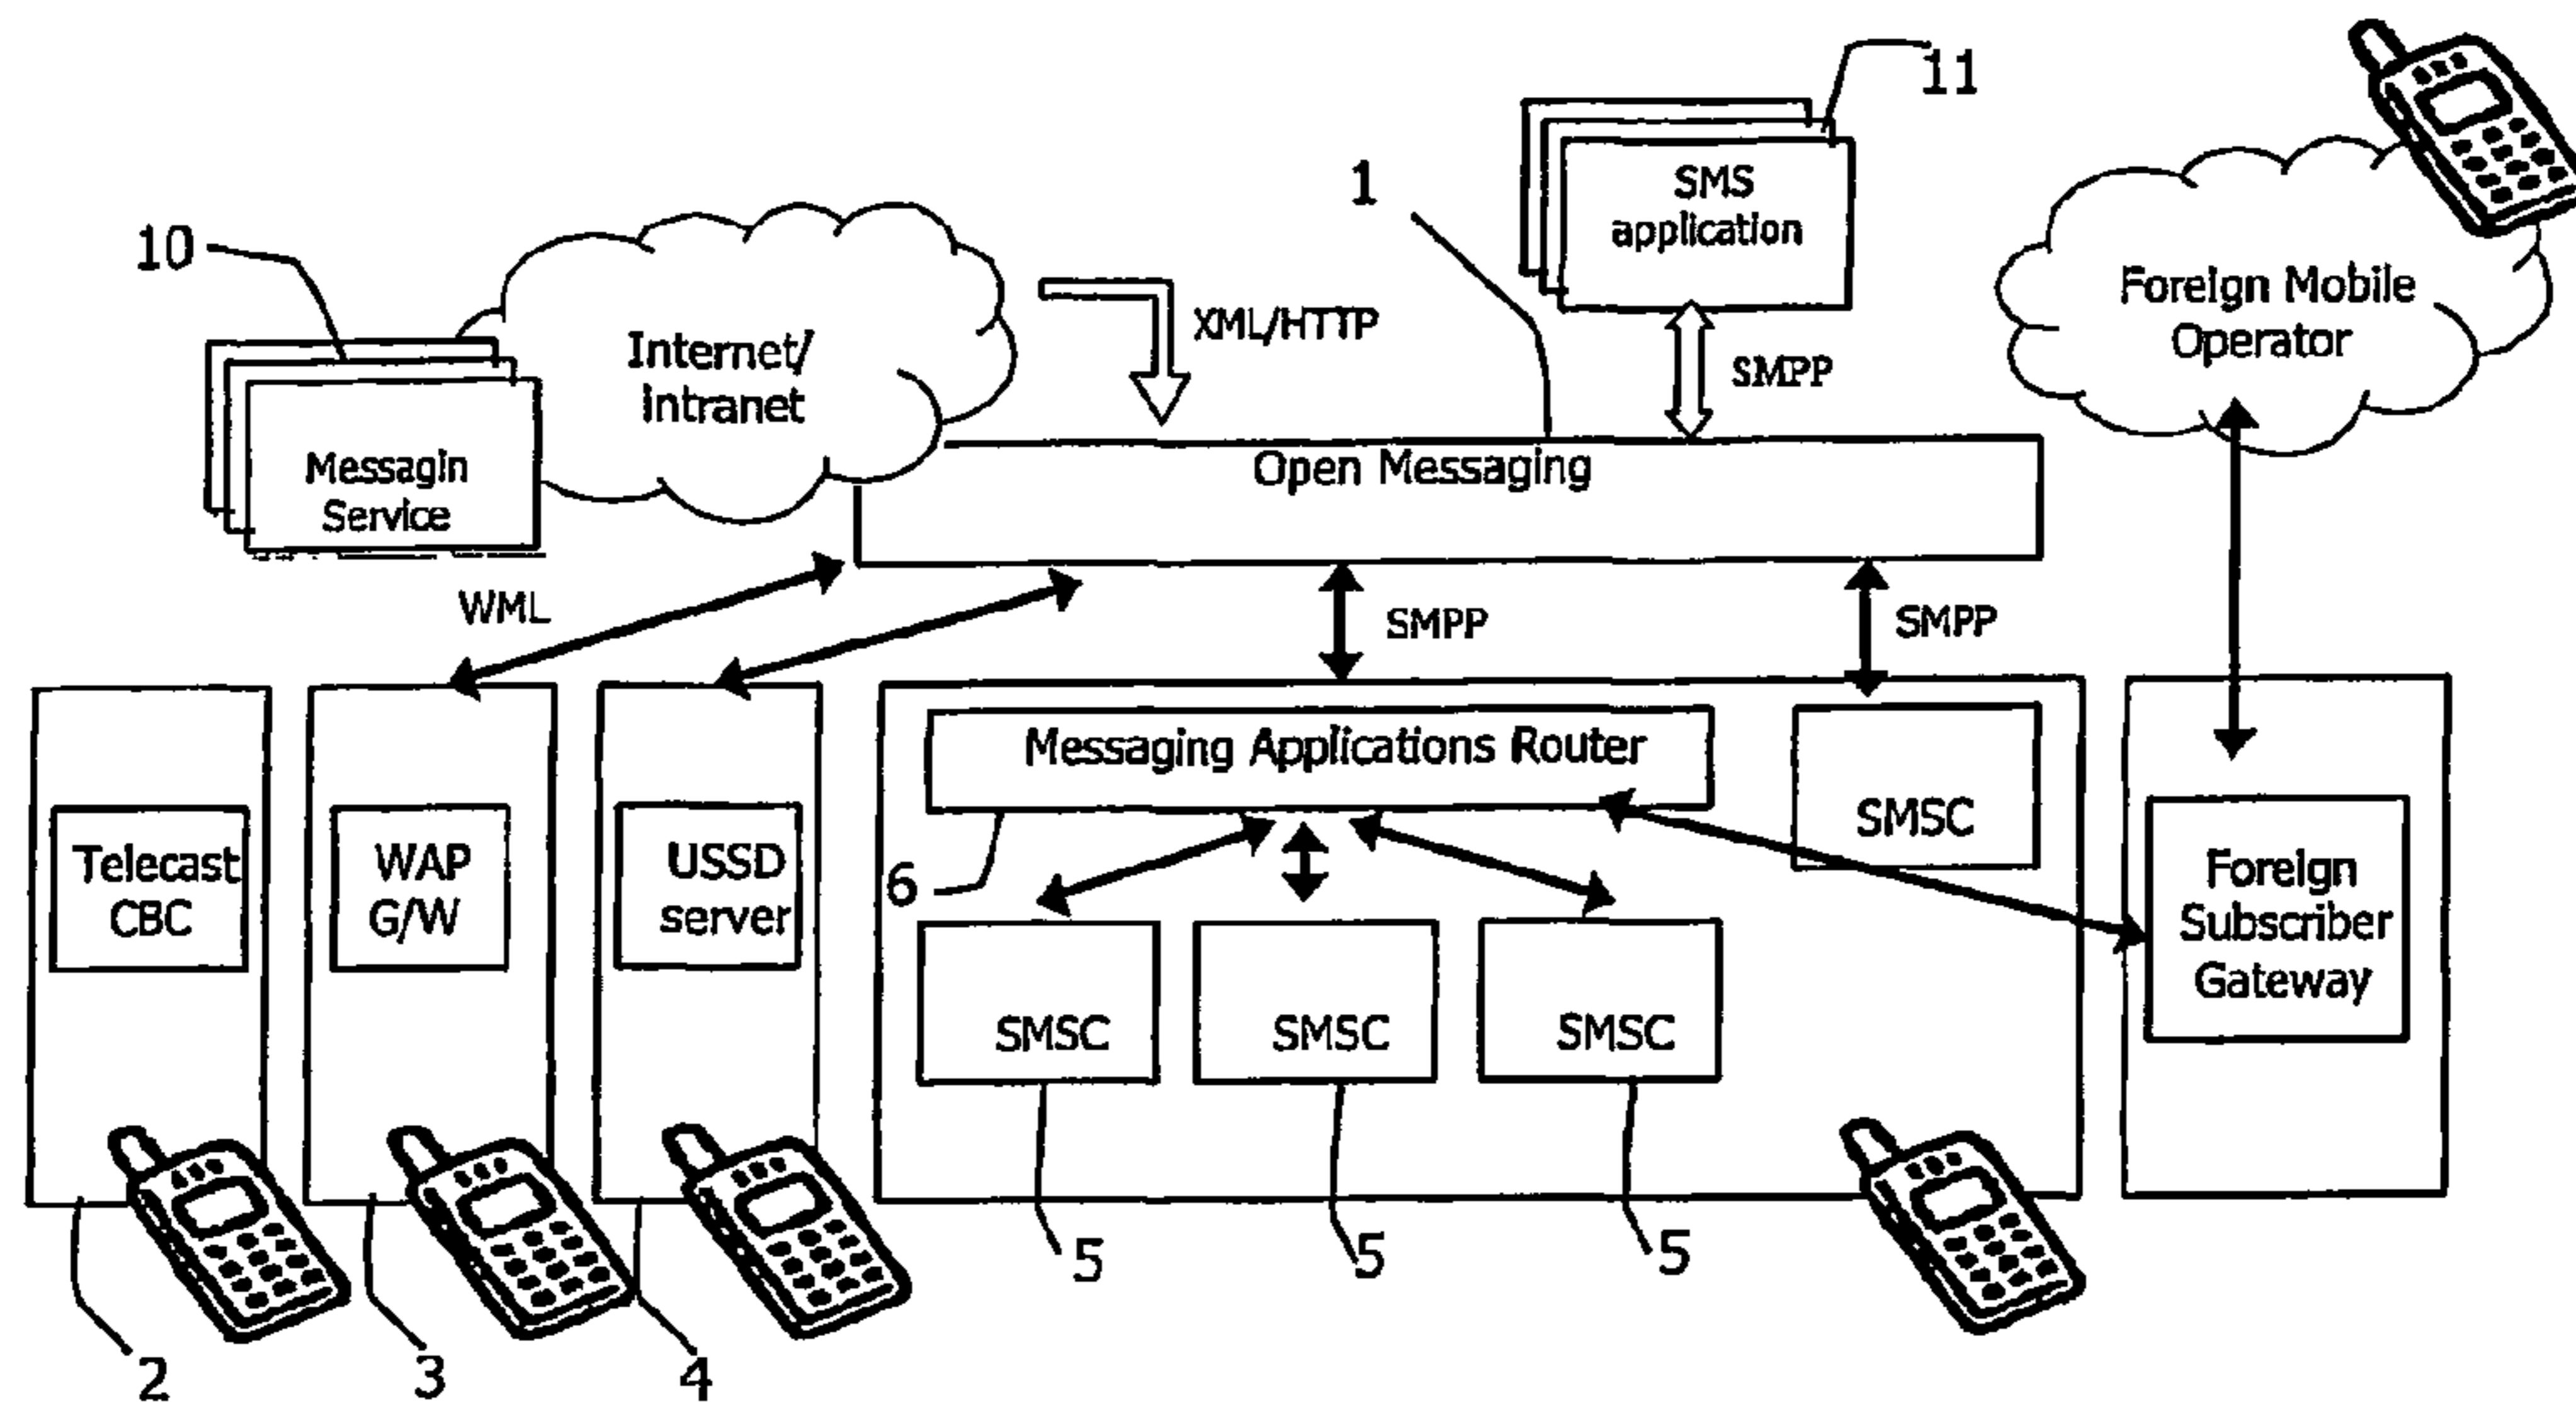 11
1
SMS
application
10
Foreign Mobile
Operator
XML/HTTP
Internet/
intranet
SMPP
Messagin
Service
Open Messaging
WML
SMPP
SMPP
Messaging Applications Router
SMSC
Telecast
CBC
WAP
G/W
USSD
server
6
Foreign
Subscriber
Gateway
SMSC
SMSC
SMSC
5
5
5
2
3
4